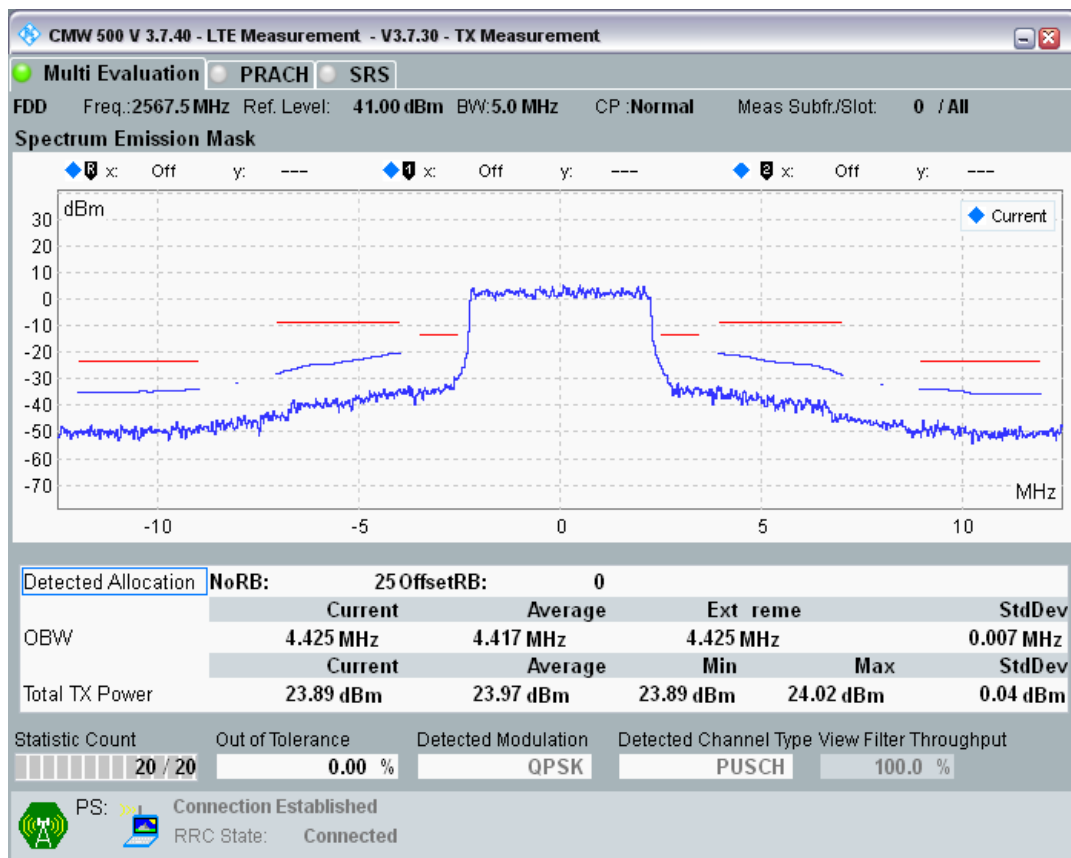 CMW 500 V 3.7.40 - LTE Measurement - V3.7.30 - TX Measurement
Multi Evaluation PRACH SRS
FDD Freq.:2567.5 MHz Ref. Level: 41.00 dBm BW:5.0 MHz CP :Normal Meas Subfr./Slot: 0 / All
Spectrum Emission Mask
R x: Off y: --- 1 x: Off y: --- 2 x: Off y: ---
dBm
Current
30
20
10
0
-10
-20
-30
-40
-50
-60
-70
MHz
-10 -5 0 5 10
Detected Allocation NoRB: 25 OffsetRB: 0
Current Average Ext reme StdDev
OBW 4.425 MHz 4.417 MHz 4.425 MHz 0.007 MHz
Current Average Min Max StdDev
Total TX Power 23.89 dBm 23.97 dBm 23.89 dBm 24.02 dBm 0.04 dBm
Statistic Count Out of Tolerance Detected Modulation Detected Channel Type View Filter Throughput
20 / 20 0.00 % QPSK PUSCH 100.0 %
PS: Connection Established
RRC State: Connected